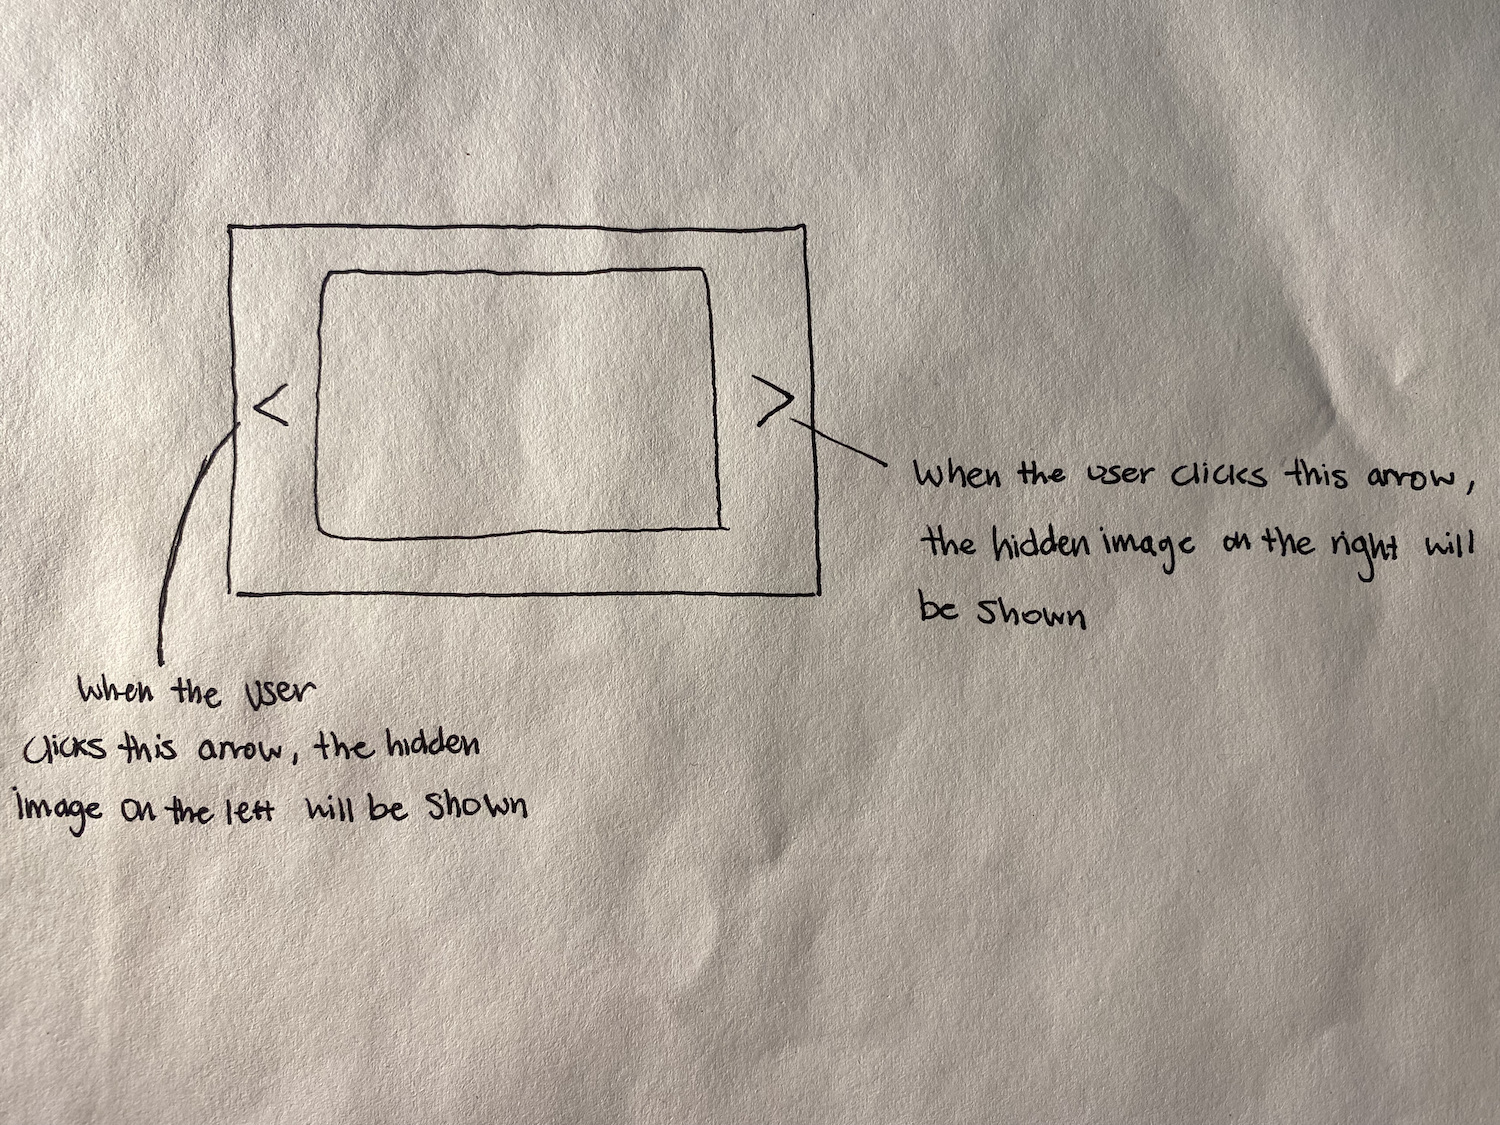 <
>
When the user clicks this arrow,
the hidden image on the right will
be shown
When the user
clicks this arrow, the hidden
image on the left will be shown